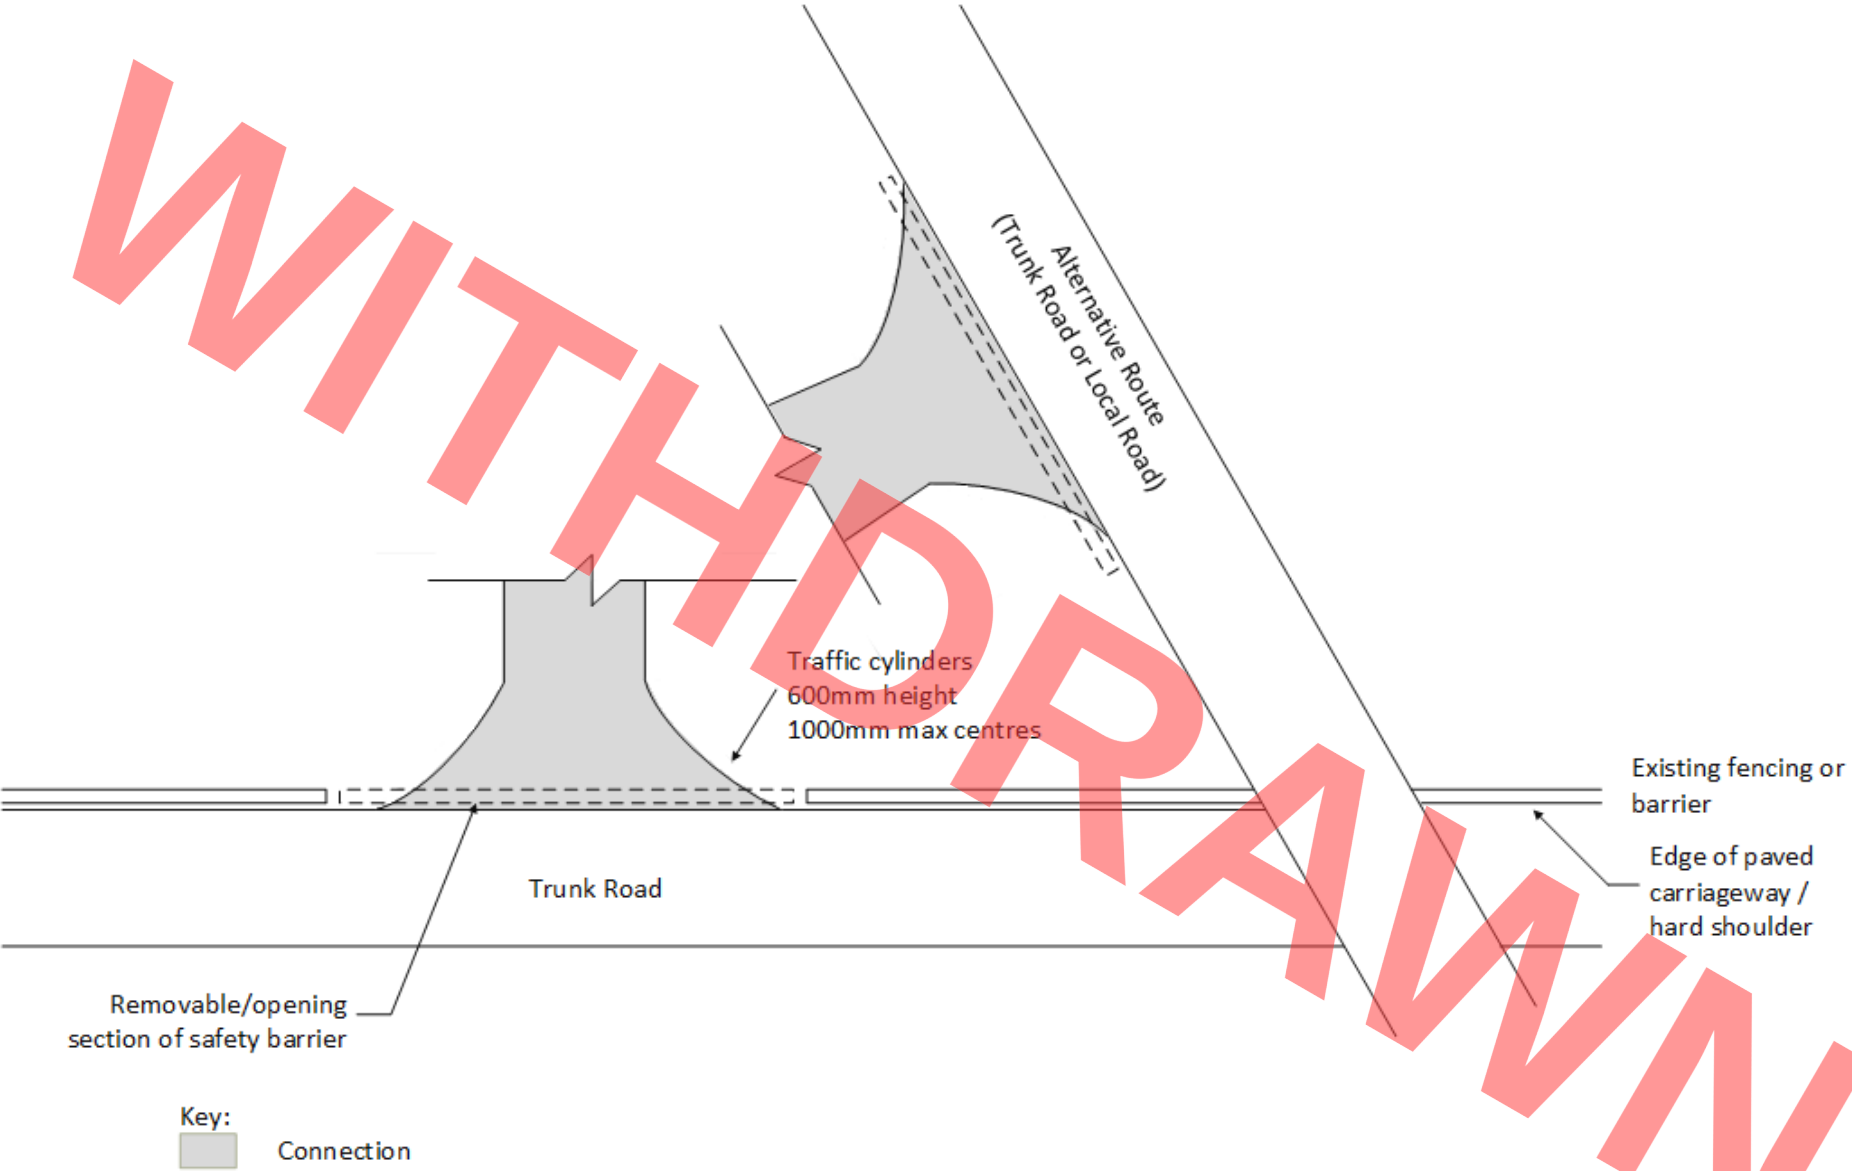 WITHDRAWN
Alternative Route
(Trunk Road or Local Road)
Traffic cylinders
600mm height
1000mm max centres
Existing fencing or
barrier
Edge of paved
carriageway /
hard shoulder
Trunk Road
Removable/opening
section of safety barrier
Key:
Connection